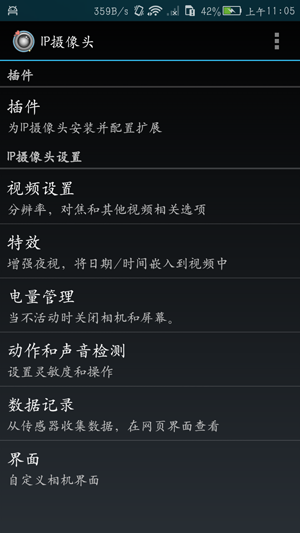 359B/s 42% 上午11:05
IP摄像头
插件
插件
为IP摄像头安装并配置扩展
IP摄像头设置
视频设置
分辨率，对焦和其他视频相关选项
特效
增强夜视，将日期/时间嵌入到视频中
电量管理
当不活动时关闭相机和屏幕。
动作和声音检测
设置灵敏度和操作
数据记录
从传感器收集数据，在网页界面查看
界面
自定义相机界面